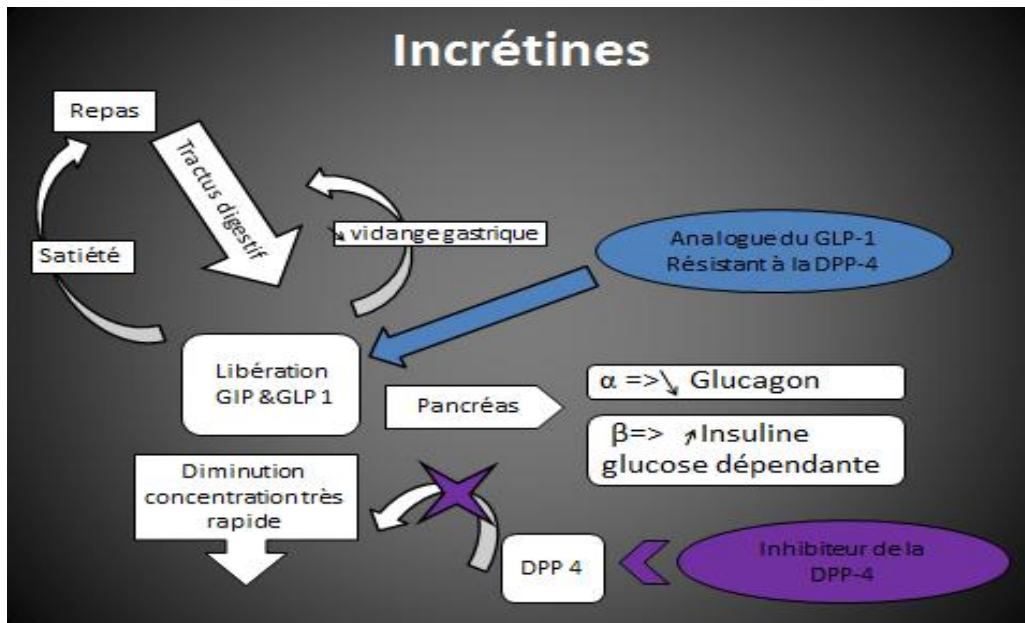 Incrétines
Repas
Tractus digestif
↘ vidange gastrique
Satiété
Analogue du GLP-1
Résistant à la DPP-4
Libération
GIP &GLP 1
Pancréas
α =>↘ Glucagon
β=> ↗Insuline
glucose dépendante
Diminution
concentration très
rapide
DPP 4
Inhibiteur de la
DPP-4